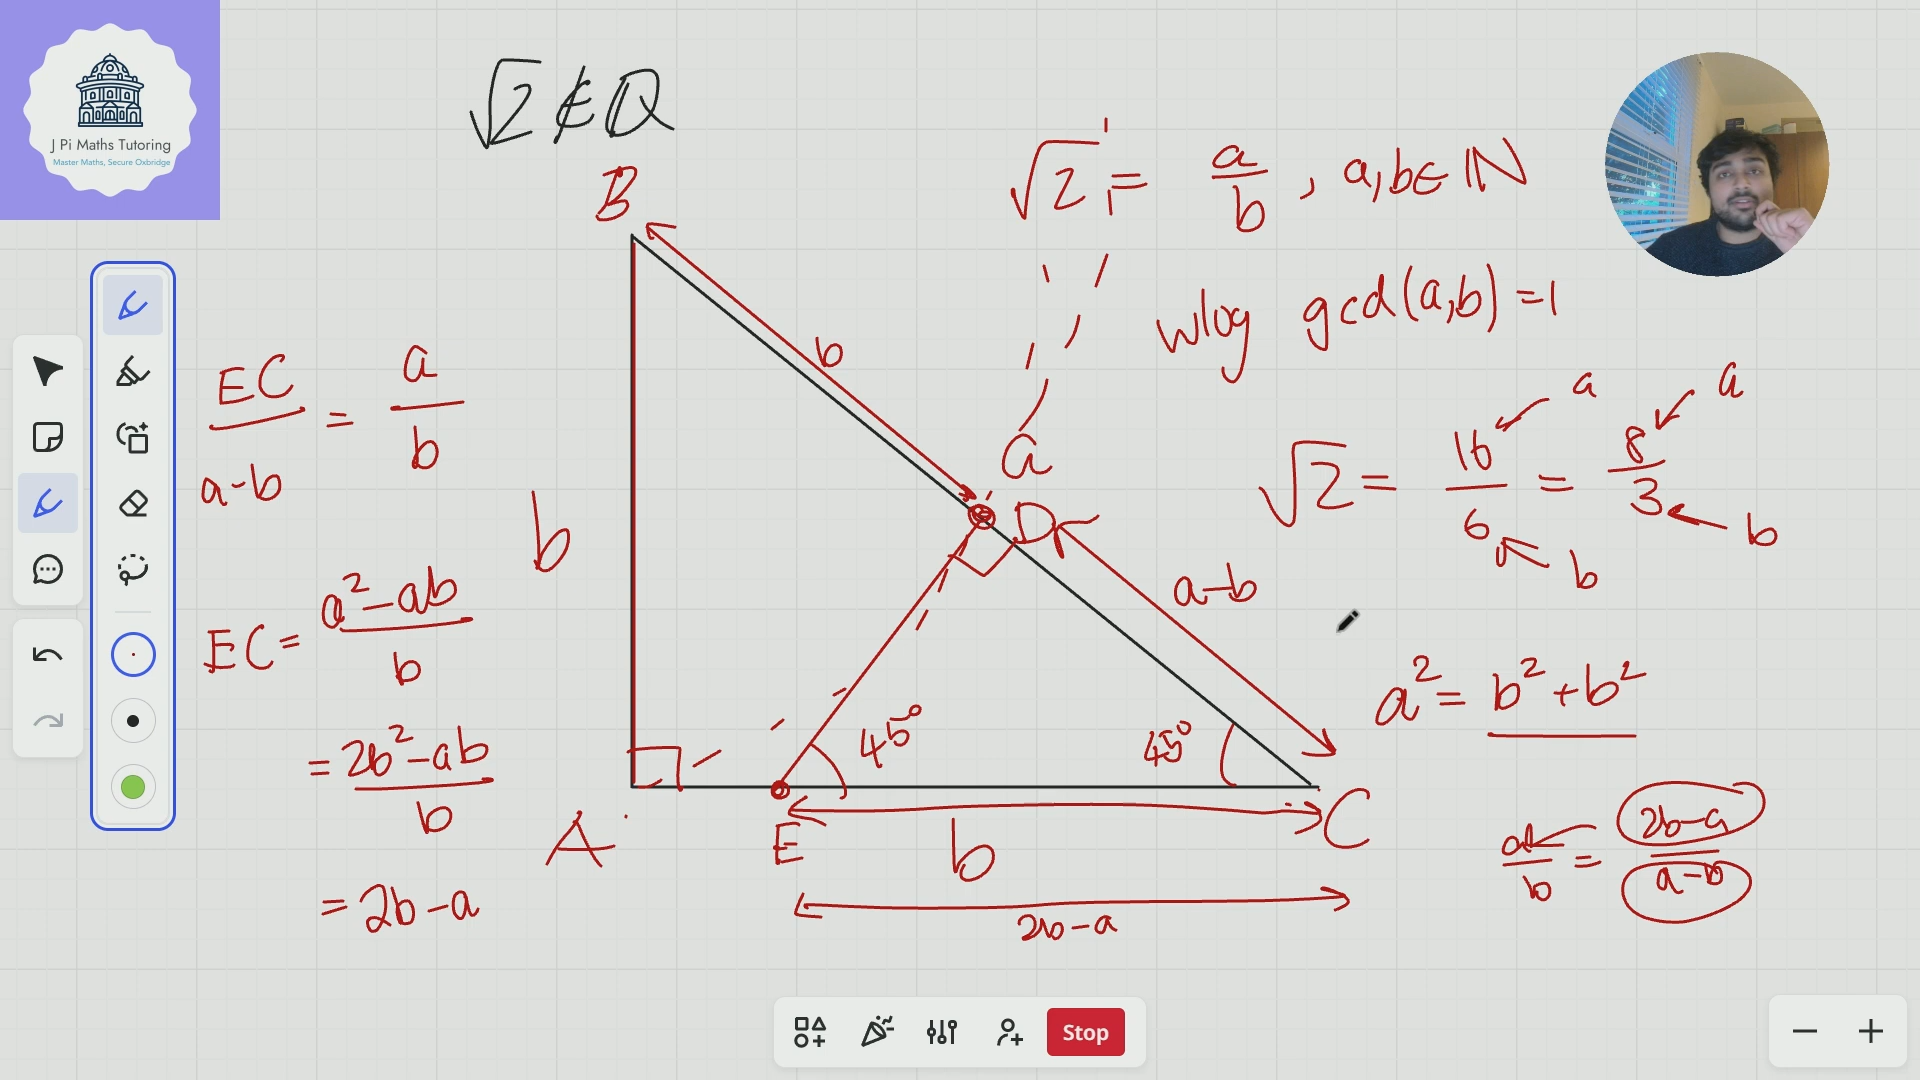 J Pi Maths Tutoring
Master Maths, Secure Oxbridge
√2 ∉ ℚ
B
√2 = a/b , a,b ∈ ℕ
wlog gcd(a,b) = 1
√2 = 16/6 = 8/3
a
b
a
b
EC/a-b = a/b
EC = a²-ab/b
= 2b²-ab/b
= 2b-a
b
b
a
D
a-b
45°
45°
A
E
b
C
2b-a
a² = b² + b²
a/b = 2b-a/a-b
Stop